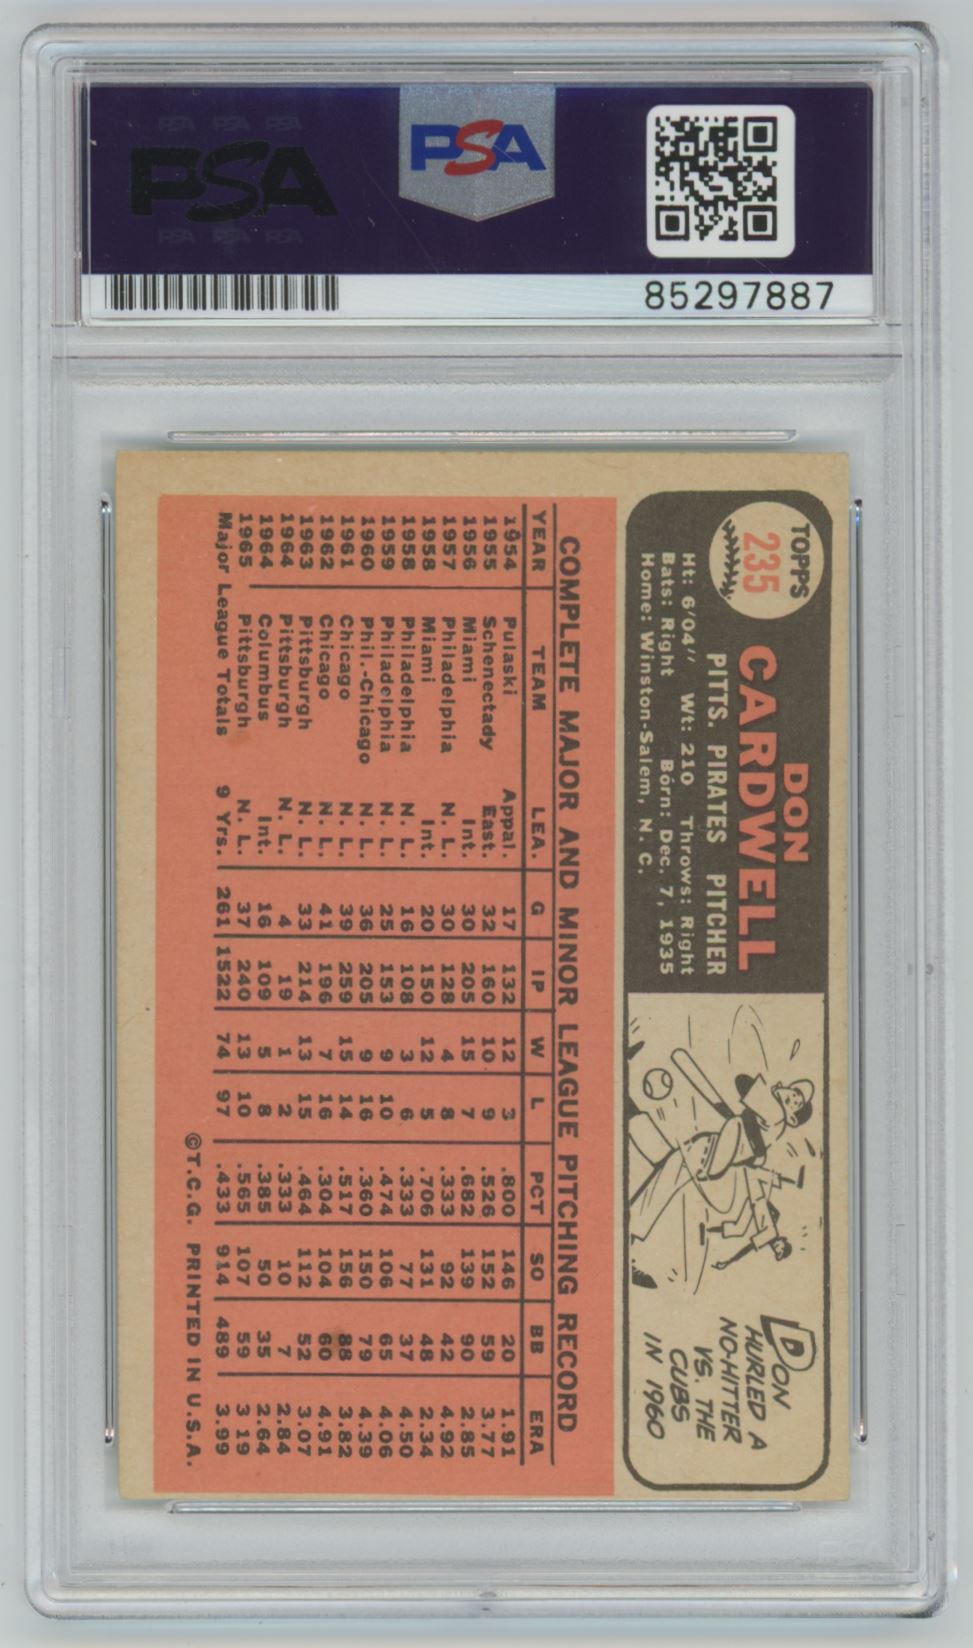 PSA PSA PSA
PSA
PSA PSA PSA
PSA
85297887
TOPPS
235
DON
CARDWELL
PITTS. PIRATES PITCHER
Ht: 6'04" Wt: 210 Throws: Right
Bats: Right Born: Dec. 7, 1935
Home: Winston-Salem, N. C.
DON
HURLED A
NO-HITTER
VS. THE
CUBS
IN 1960
COMPLETE MAJOR AND MINOR LEAGUE PITCHING RECORD
YEAR TEAM LEA. G IP W L PCT SO BB ERA
1954 Pulaski Appal. 17 132 12 3 .800 146 20 1.91
1955 Schenectady East. 32 160 10 9 .526 152 59 3.77
1956 Miami Int. 30 205 15 7 .682 139 90 2.85
1957 Philadelphia N. L. 30 128 4 8 .333 92 42 4.92
1958 Miami Int. 20 150 12 5 .706 131 48 2.34
1958 Philadelphia N. L. 16 108 3 6 .333 77 37 4.50
1959 Philadelphia N. L. 25 153 9 10 .474 106 65 4.06
1960 Phil.-Chicago N. L. 36 205 9 16 .360 150 79 4.39
1961 Chicago N. L. 39 259 15 14 .517 156 88 3.82
1962 Chicago N. L. 41 196 7 16 .304 104 60 4.91
1963 Pittsburgh N. L. 33 214 13 15 .464 112 52 3.07
1964 Pittsburgh N. L. 4 19 1 2 .333 10 7 2.84
1964 Columbus Int. 16 109 5 8 .385 50 35 2.64
1965 Pittsburgh N. L. 37 240 13 10 .565 107 59 3.19
Major League Totals 9 Yrs. 261 1522 74 97 .433 914 489 3.99
©T.C.G. PRINTED IN U.S.A.